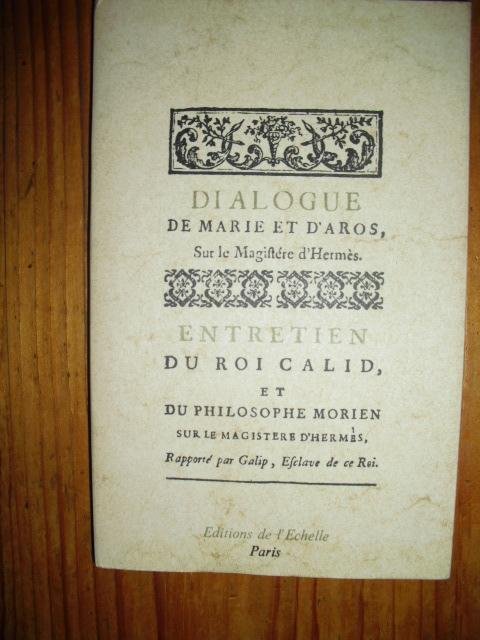 DIALOGUE
DE MARIE ET D'AROS,
Sur le Magiſtére d'Hermès.
ENTRETIEN
DU ROI CALID,
ET
DU PHILOSOPHE MORIEN
SUR LE MAGISTERE D'HERMÈS,
Rapporté par Galip, Eſclave de ce Roi.
Editions de l'Echelle
Paris